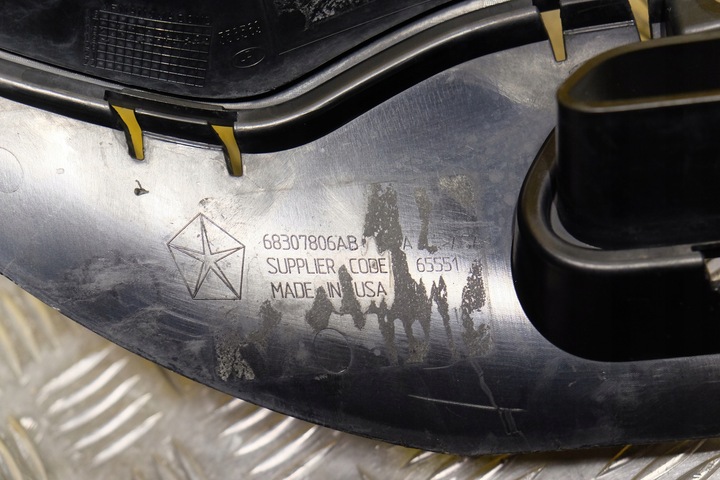 68307806AB
SUPPLIER CODE 65551
MADE IN USA